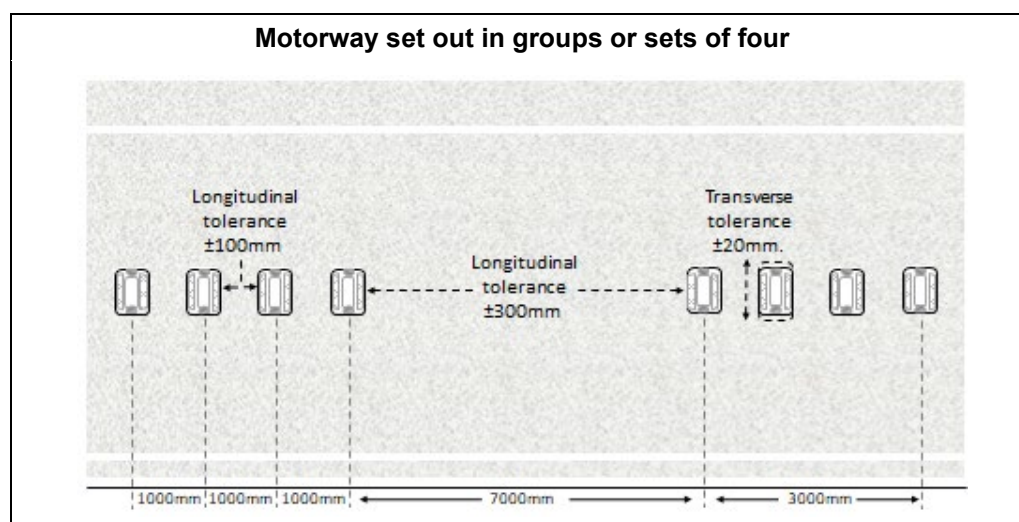 Motorway set out in groups or sets of four
Longitudinal
tolerance
±100mm
Longitudinal
tolerance
±300mm
Transverse
tolerance
±20mm.
1000mm 1000mm 1000mm 7000mm 3000mm